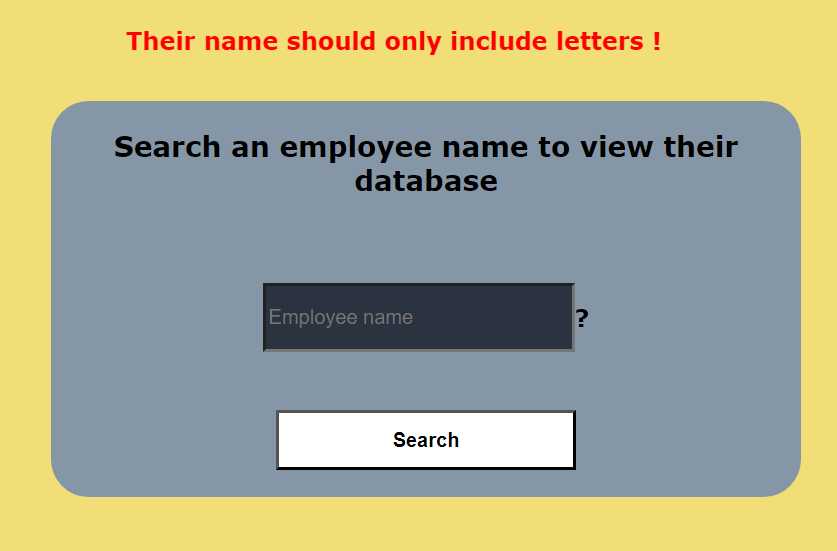 Their name should only include letters !
Search an employee name to view their
database
Employee name
?
Search